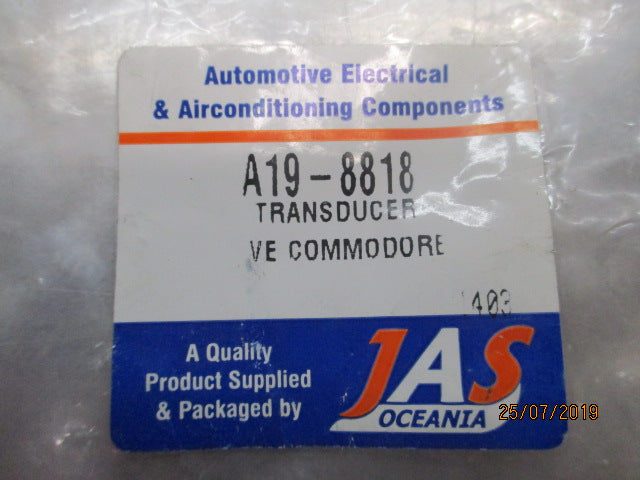 Automotive Electrical
& Airconditioning Components
A19-8818
TRANSDUCER
VE COMMODORE
1403
A Quality
Product Supplied
& Packaged by
JAS
OCEANIA
25/07/2019